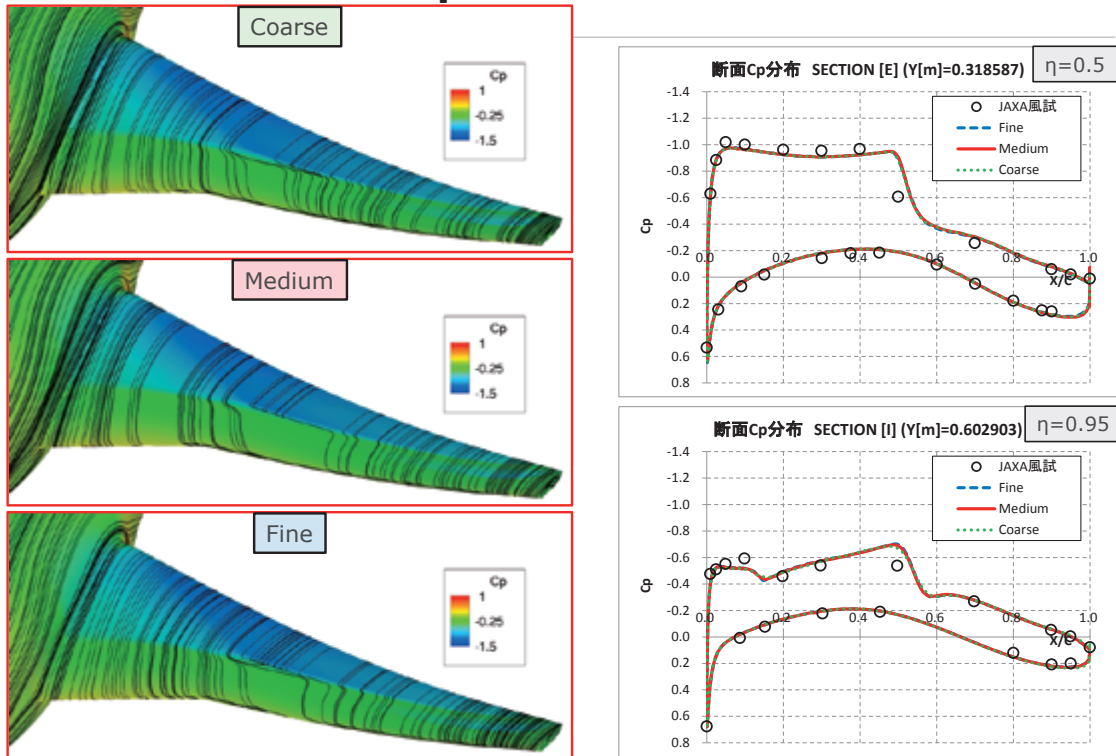 Coarse
Cp
1
-0.25
-1.5
Medium
Cp
1
-0.25
-1.5
Fine
Cp
1
-0.25
-1.5
断面Cp分布 SECTION [E] (Y[m]=0.318587)
η=0.5
-1.4
-1.2
-1.0
-0.8
-0.6
-0.4
-0.2
0.0
0.2
0.4
0.6
0.8
Cp
0.0 0.2 0.4 0.6 0.8 1.0
X/C
JAXA風試
Fine
Medium
Coarse
断面Cp分布 SECTION [I] (Y[m]=0.602903)
η=0.95
-1.4
-1.2
-1.0
-0.8
-0.6
-0.4
-0.2
0.0
0.2
0.4
0.6
0.8
Cp
0.0 0.2 0.4 0.6 0.8 1.0
X/C
JAXA風試
Fine
Medium
Coarse